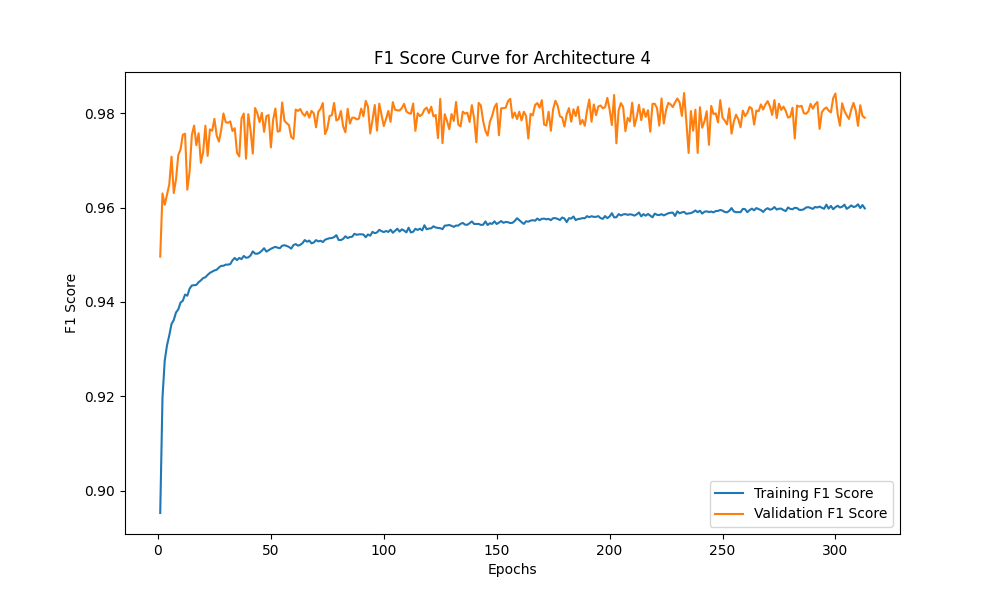 F1 Score Curve for Architecture 4
F1 Score
0.98
0.96
0.94
0.92
0.90
0
50
100
150
200
250
300
Epochs
Training F1 Score
Validation F1 Score